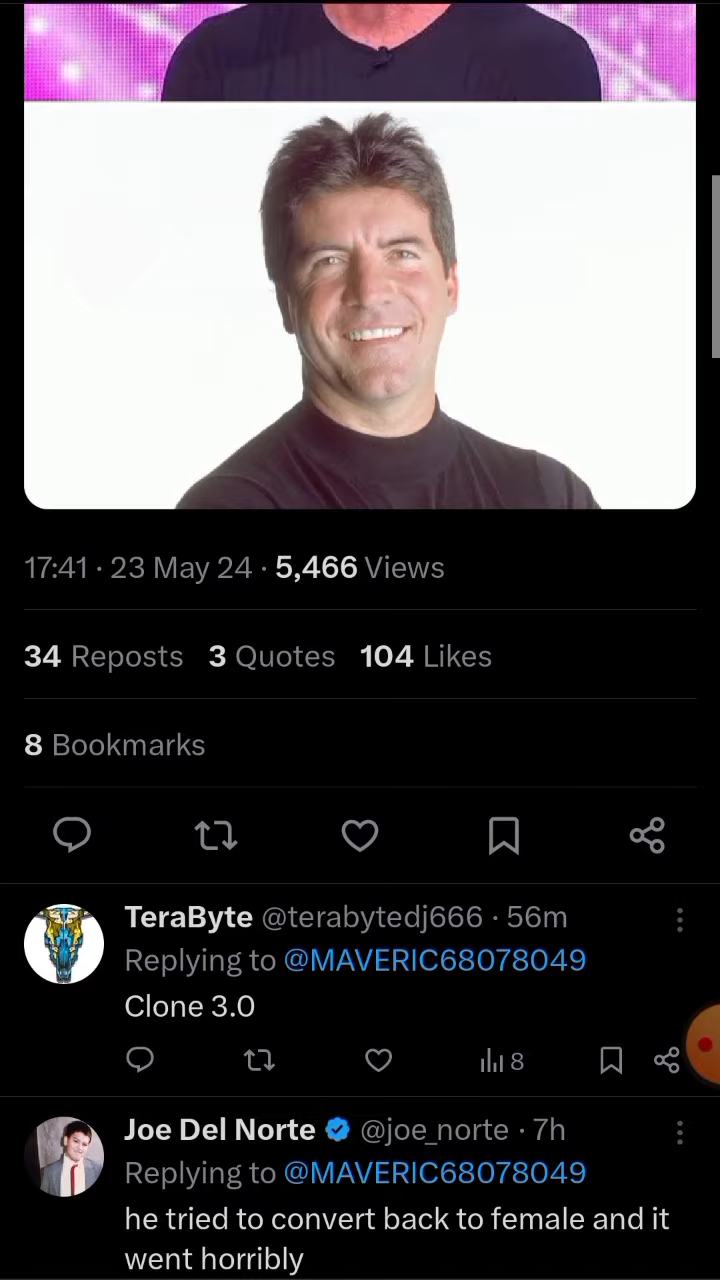 17:41 · 23 May 24 · 5,466 Views
34 Reposts 3 Quotes 104 Likes
8 Bookmarks
TeraByte @terabytedj666 · 56m
Replying to @MAVERIC68078049
Clone 3.0
8
Joe Del Norte @joe_norte · 7h
Replying to @MAVERIC68078049
he tried to convert back to female and it
went horribly